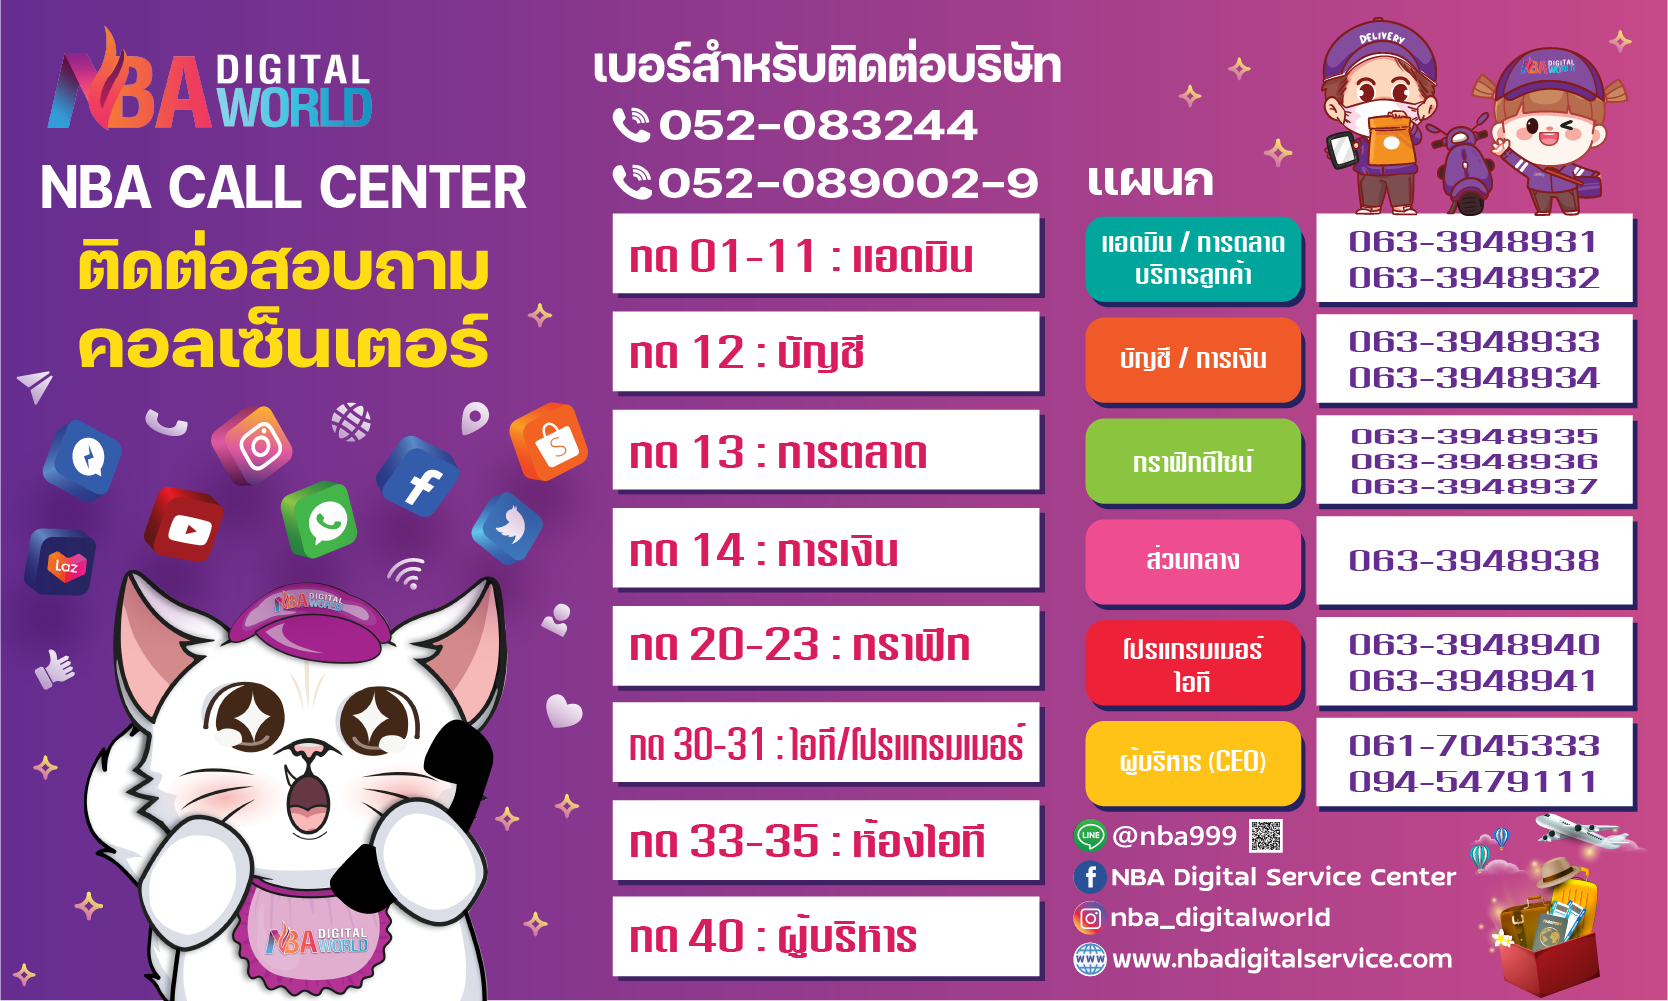 NBA DIGITAL
WORLD
NBA CALL CENTER
ติดต่อสอบถาม
คอลเซ็นเตอร์
Laz
NBA DIGITAL
WORLD
NBA DIGITAL
WORLD
เบอร์สำหรับติดต่อบริษัท
052-083244
052-089002-9
กด 01-11 : แอดมิน
กด 12 : บัญชี
กด 13 : การตลาด
กด 14 : การเงิน
กด 20-23 : กราฟิก
กด 30-31 : ไอที/โปรแกรมเมอร์
กด 33-35 : ห้องไอที
กด 40 : ผู้บริหาร
DELIVERY
NBA DIGITAL
WORLD
แผนก
แอดมิน / การตลาด
บริการลูกค้า
063-3948931
063-3948932
บัญชี / การเงิน
063-3948933
063-3948934
กราฟิกดีไซน์
063-3948935
063-3948936
063-3948937
ส่วนกลาง
063-3948938
โปรแกรมเมอร์
ไอที
063-3948940
063-3948941
ผู้บริหาร (CEO)
061-7045333
094-5479111
LINE @nba999
NBA Digital Service Center
nba_digitalworld
WWW www.nbadigitalservice.com